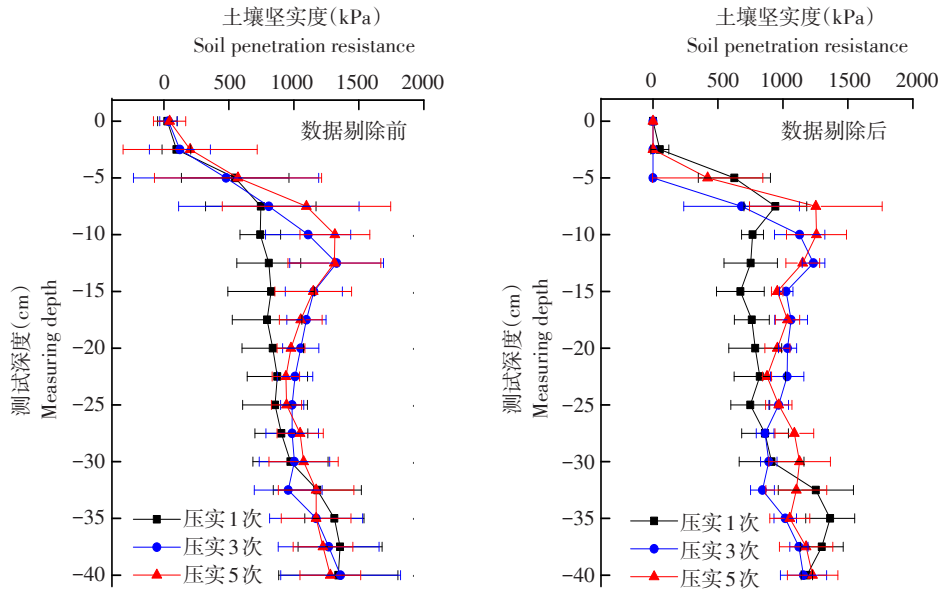 土壤坚实度(kPa)
Soil penetration resistance
0 500 1000 1500 2000
数据剔除前
0
−5
−10
−15
−20
−25
−30
−35
−40
测试深度(cm)
Measuring depth
压实1次
压实3次
压实5次
土壤坚实度(kPa)
Soil penetration resistance
0 500 1000 1500 2000
数据剔除后
0
−5
−10
−15
−20
−25
−30
−35
−40
测试深度(cm)
Measuring depth
压实1次
压实3次
压实5次